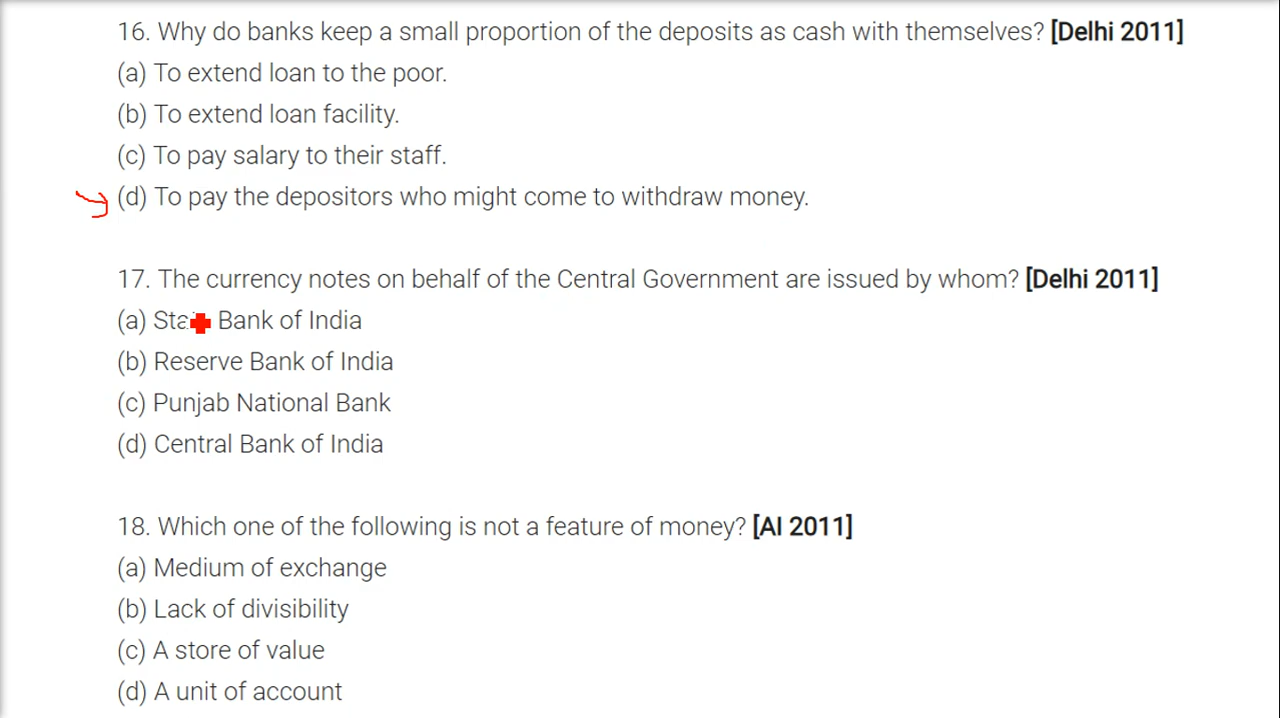 16. Why do banks keep a small proportion of the deposits as cash with themselves? [Delhi 2011]
(a) To extend loan to the poor.
(b) To extend loan facility.
(c) To pay salary to their staff.
(d) To pay the depositors who might come to withdraw money.
17. The currency notes on behalf of the Central Government are issued by whom? [Delhi 2011]
(a) Bank of India
(b) Reserve Bank of India
(c) Punjab National Bank
(d) Central Bank of India
18. Which one of the following is not a feature of money? [AI 2011]
(a) Medium of exchange
(b) Lack of divisibility
(c) A store of value
(d) A unit of account